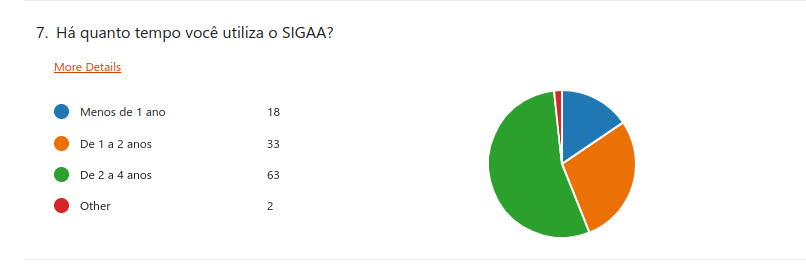 7. Há quanto tempo você utiliza o SIGAA?
More Details
Menos de 1 ano 18
De 1 a 2 anos 33
De 2 a 4 anos 63
Other 2